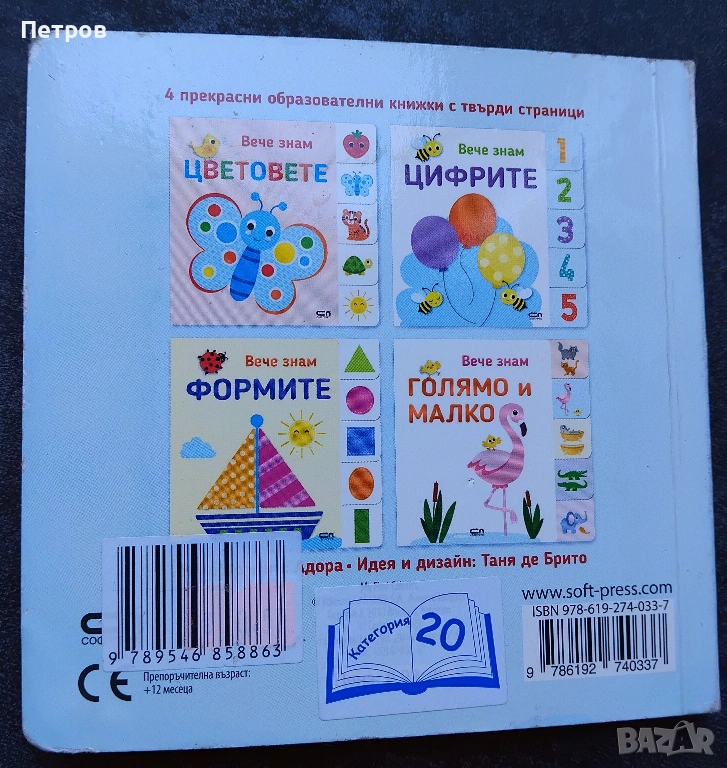 Петров
4 прекрасни образователни книжки с твърди страници
Вече знам
ЦВЕТОВЕТЕ
Вече знам
ЦИФРИТЕ
1
2
3
4
5
Вече знам
ФОРМИТЕ
Вече знам
ГОЛЯМО и
МАЛКО
• Идея и дизайн: Таня де Брито
www.soft-press.com
ISBN 978-619-274-033-7
9 786192 740337
9 789546 858863
Категория 20
CE
Препоръчителна възраст:
+12 месеца
BAZAR